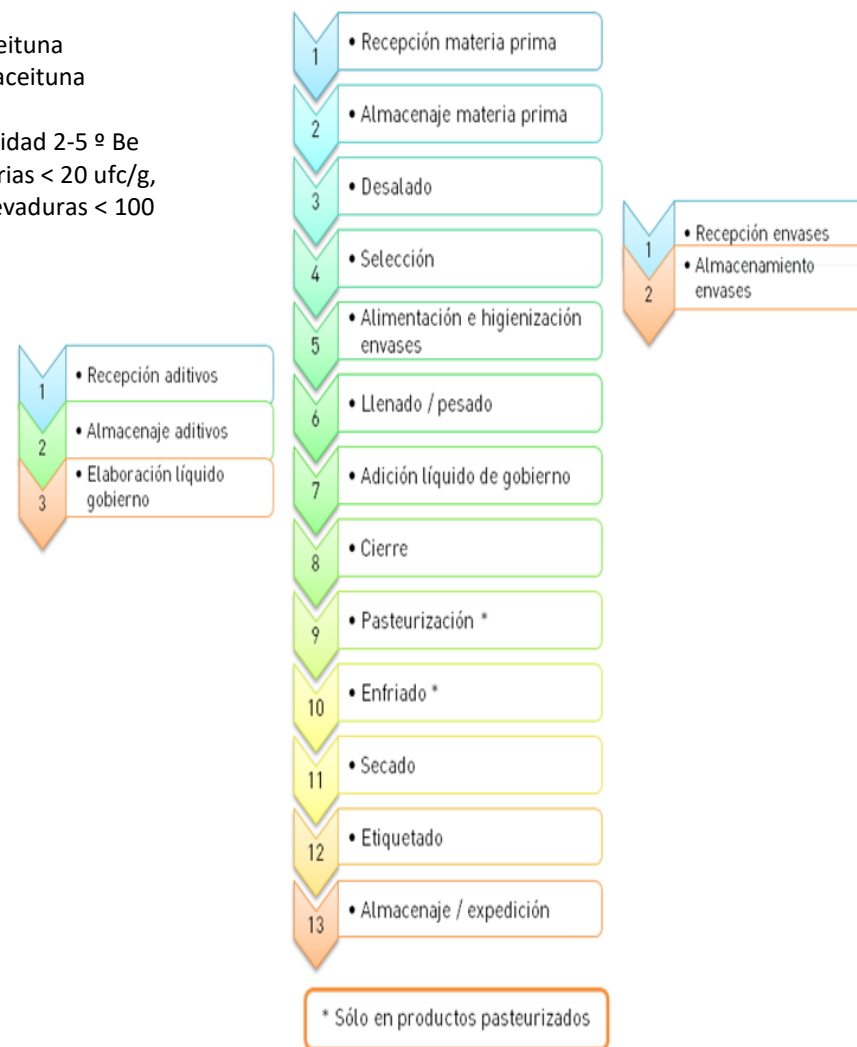 eituna
aceituna
idad 2-5 º Be
rias < 20 ufc/g,
evaduras < 100
1
• Recepción aditivos
2
• Almacenaje aditivos
3
• Elaboración líquido
gobierno
1
• Recepción materia prima
2
• Almacenaje materia prima
3
• Desalado
4
• Selección
5
• Alimentación e higienización
envases
6
• Llenado / pesado
7
• Adición líquido de gobierno
8
• Cierre
9
• Pasteurización *
10
• Enfriado *
11
• Secado
12
• Etiquetado
13
• Almacenaje / expedición
* Sólo en productos pasteurizados
1
• Recepción envases
2
• Almacenamiento
envases